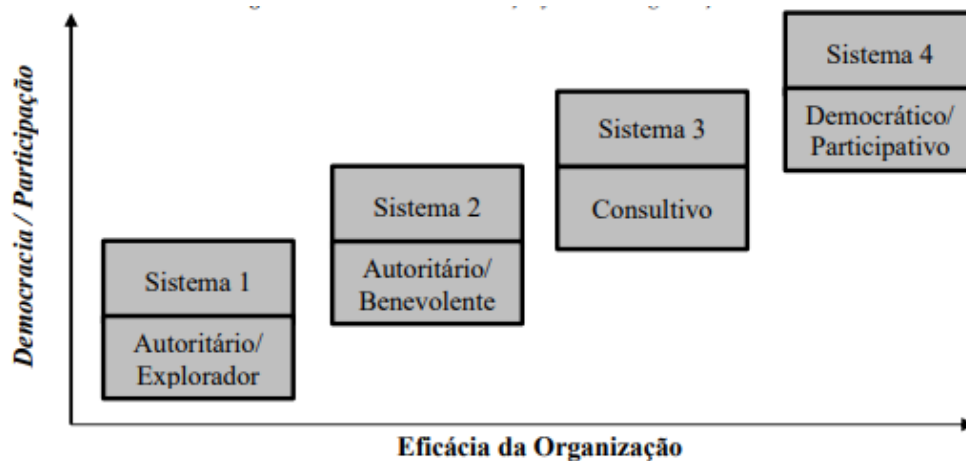 Democracia / Participação
Sistema 4
Democrático/
Participativo
Sistema 3
Consultivo
Sistema 2
Autoritário/
Benevolente
Sistema 1
Autoritário/
Explorador
Eficácia da Organização